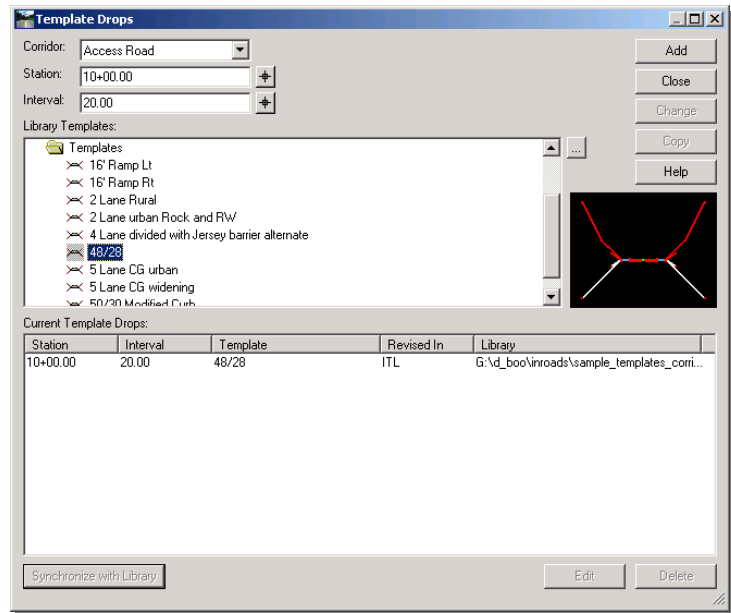 Template Drops
Corridor: Access Road
Add
Station: 10+00.00
Close
Interval: 20.00
Change
Library Templates:
Templates
...
Copy
16' Ramp Lt
16' Ramp Rt
Help
2 Lane Rural
2 Lane urban Rock and RW
4 Lane divided with Jersey barrier alternate
48/28
5 Lane CG urban
5 Lane CG widening
50/30 Modified Curb
Current Template Drops:
Station Interval Template Revised In Library
10+00.00 20.00 48/28 ITL G:\d_boo\inroads\sample_templates_corri...
Synchronize with Library Edit Delete